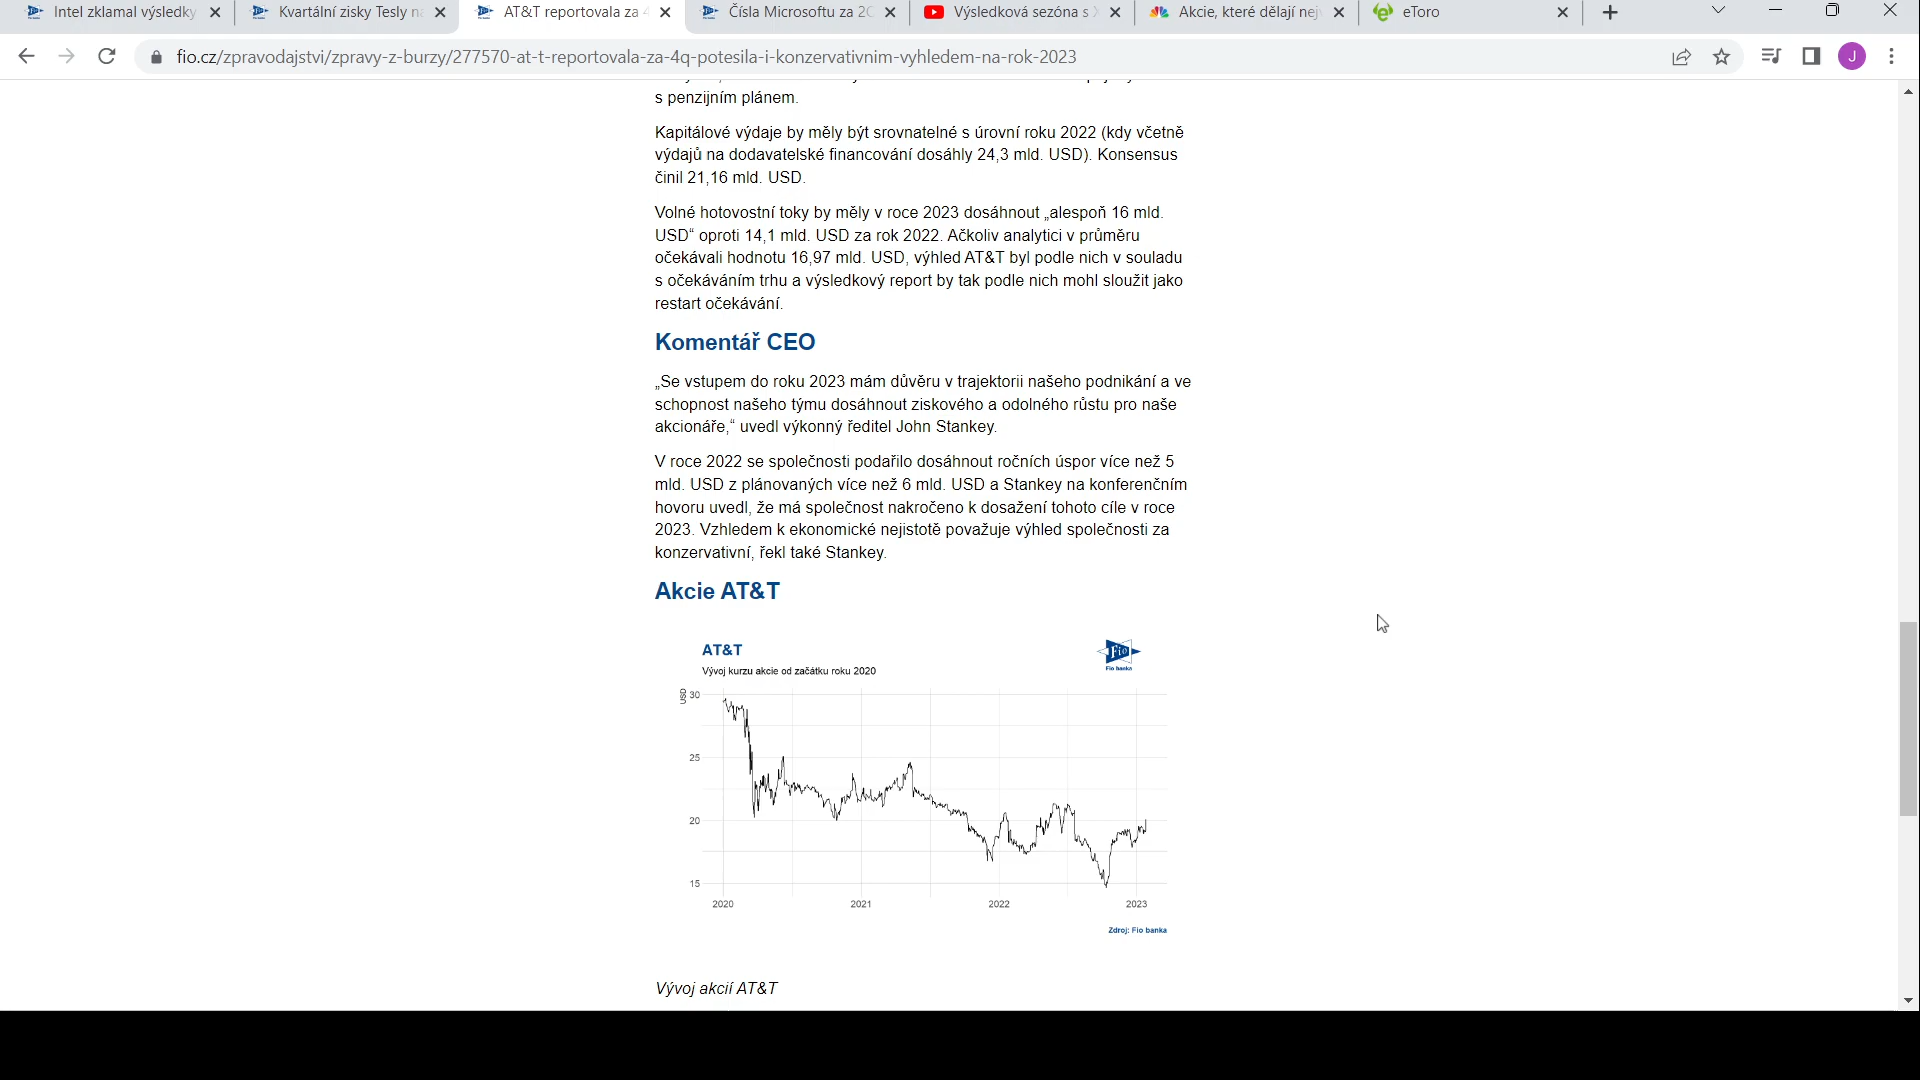 Intel zklamal výsledky
Kvartální zisky Tesly n
AT&T reportovala za 4
Čísla Microsoftu za 2
Výsledková sezóna s
Akcie, které dělají nej
eToro
fio.cz/zpravodajstvi/zpravy-z-burzy/277570-at-t-reportovala-za-4q-potesila-i-konzervativnim-vyhledem-na-rok-2023
J
s penzijním plánem.
Kapitálové výdaje by měly být srovnatelné s úrovní roku 2022 (kdy včetně
výdajů na dodavatelské financování dosáhly 24,3 mld. USD). Konsensus
činil 21,16 mld. USD.
Volné hotovostní toky by měly v roce 2023 dosáhnout „alespoň 16 mld.
USD“ oproti 14,1 mld. USD za rok 2022. Ačkoliv analytici v průměru
očekávali hodnotu 16,97 mld. USD, výhled AT&T byl podle nich v souladu
s očekáváním trhu a výsledkový report by tak podle nich mohl sloužit jako
restart očekávání.
Komentář CEO
„Se vstupem do roku 2023 mám důvěru v trajektorii našeho podnikání a ve
schopnost našeho týmu dosáhnout ziskového a odolného růstu pro naše
akcionáře,“ uvedl výkonný ředitel John Stankey.
V roce 2022 se společnosti podařilo dosáhnout ročních úspor více než 5
mld. USD z plánovaných více než 6 mld. USD a Stankey na konferenčním
hovoru uvedl, že má společnost nakročeno k dosažení tohoto cíle v roce
2023. Vzhledem k ekonomické nejistotě považuje výhled společnosti za
konzervativní, řekl také Stankey.
Akcie AT&T
AT&T
Vývoj kurzu akcie od začátku roku 2020
Fio
Fio banka
USD
30
25
20
15
2020
2021
2022
2023
Zdroj: Fio banka
Vývoj akcií AT&T